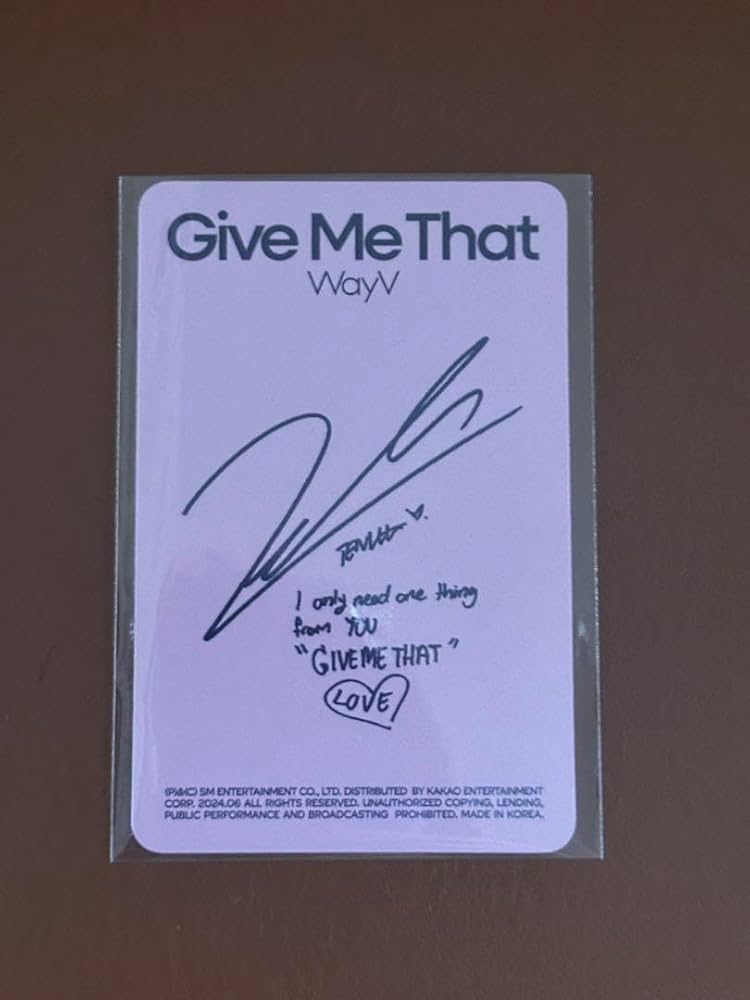 Give Me That
WayV
I only need one thing
from YOU
"GIVE ME THAT"
LOVE
(P)&(C) SM ENTERTAINMENT CO., LTD. DISTRIBUTED BY KAKAO ENTERTAINMENT
CORP. 2024.06 ALL RIGHTS RESERVED. UNAUTHORIZED COPYING, LENDING,
PUBLIC PERFORMANCE AND BROADCASTING PROHIBITED. MADE IN KOREA.